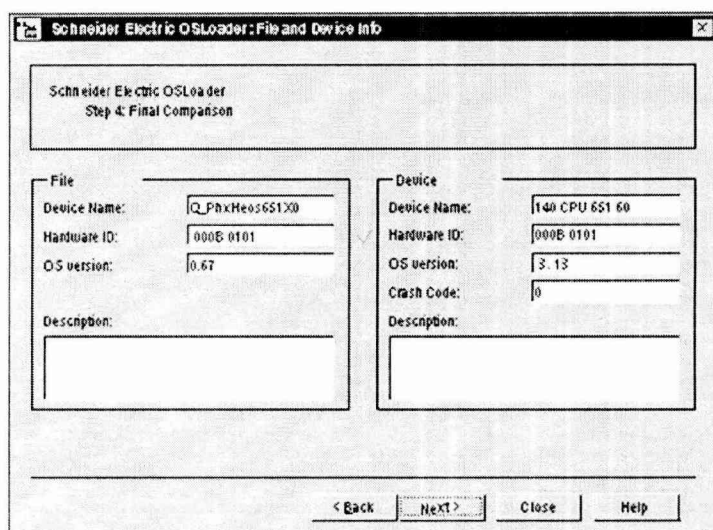 Schneider Electric OSLoader: File and Device Info
Schneider Electric OSLoader
Step 4: Final Comparison
File
Device Name: Q_PhxHeos651X0
Hardware ID: 000B 0101
OS version: 0.67
Description:
Device
Device Name: 140 CPU 651 60
Hardware ID: 000B 0101
OS version: 3.13
Crash Code: 0
Description:
< Back Next > Close Help